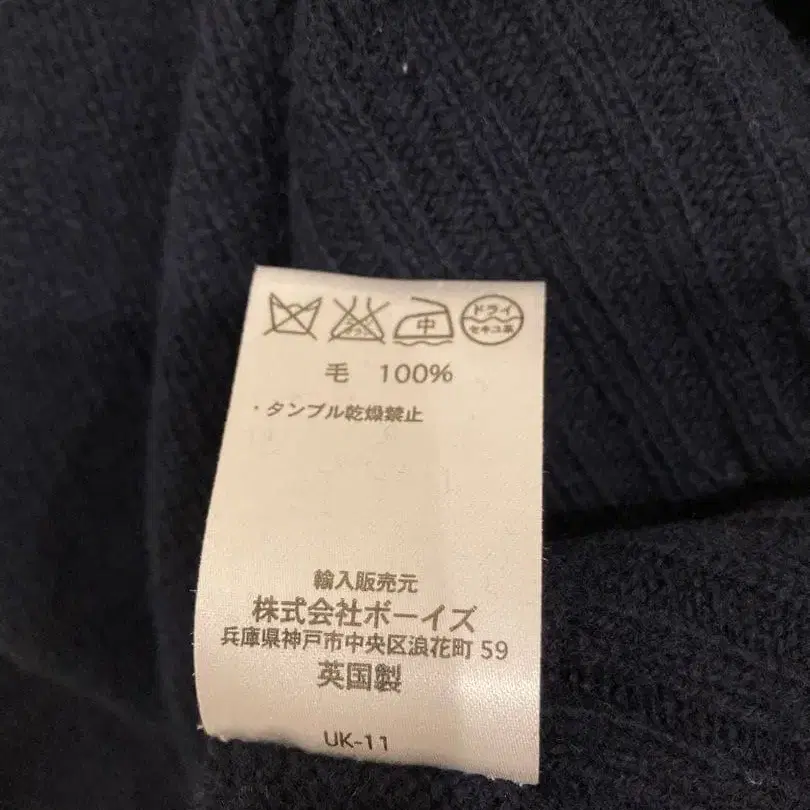 中 ドライ
セキユ系
毛 100%
・タンブル乾燥禁止
輸入販売元
株式会社ボーイズ
兵庫県神戸市中央区浪花町 59
英国製
UK-11